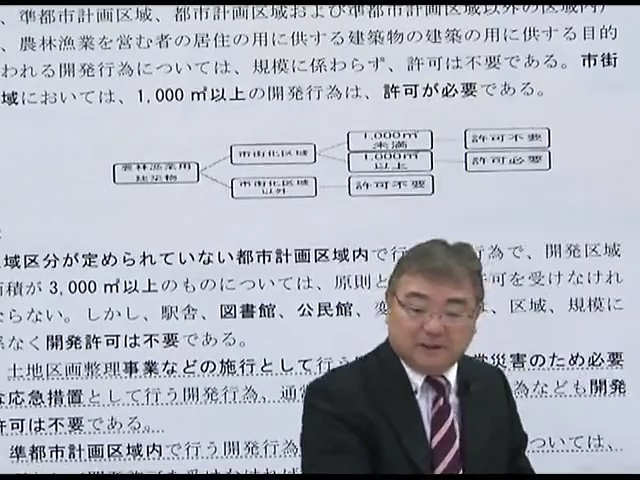 、準都市計画区域、都市計画区域および準都市計画区域以外の区域内
、農林漁業を営む者の居住の用に供する建築物の建築の用に供する目的
われる開発行為については、規模に係わらず、許可は不要である。市街
域においては、1,000㎡以上の開発行為は、許可が必要である。
農林漁業用建築物
市街化区域
1,000㎡未満
許可不要
1,000㎡以上
許可必要
市街化区域以外
許可不要
域区分が定められていない都市計画区域内で行 行為で、開発区域
面積が3,000㎡以上のものについては、原則と 許可を受けなけれ
ならない。しかし、駅舎、図書館、公民館、変 、区域、規模に
係なく開発許可は不要である。
土地区画整理事業などの施行として行う 常災害のため必要
な応急措置として行う開発行為、通常 為なども開発
許可は不要である。
準都市計画区域内で行う開発行 ついては、